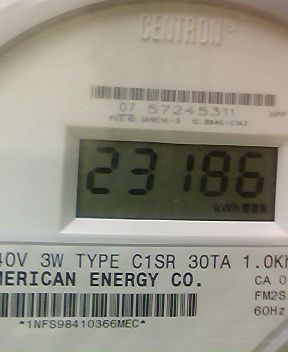 CENTRON
07 57245311
23186
kWh
40V 3W TYPE C1SR 30TA 1.0Kh
MERICAN ENERGY CO.
CA 0
FM2S
60Hz
*1NFS98410366MEC*